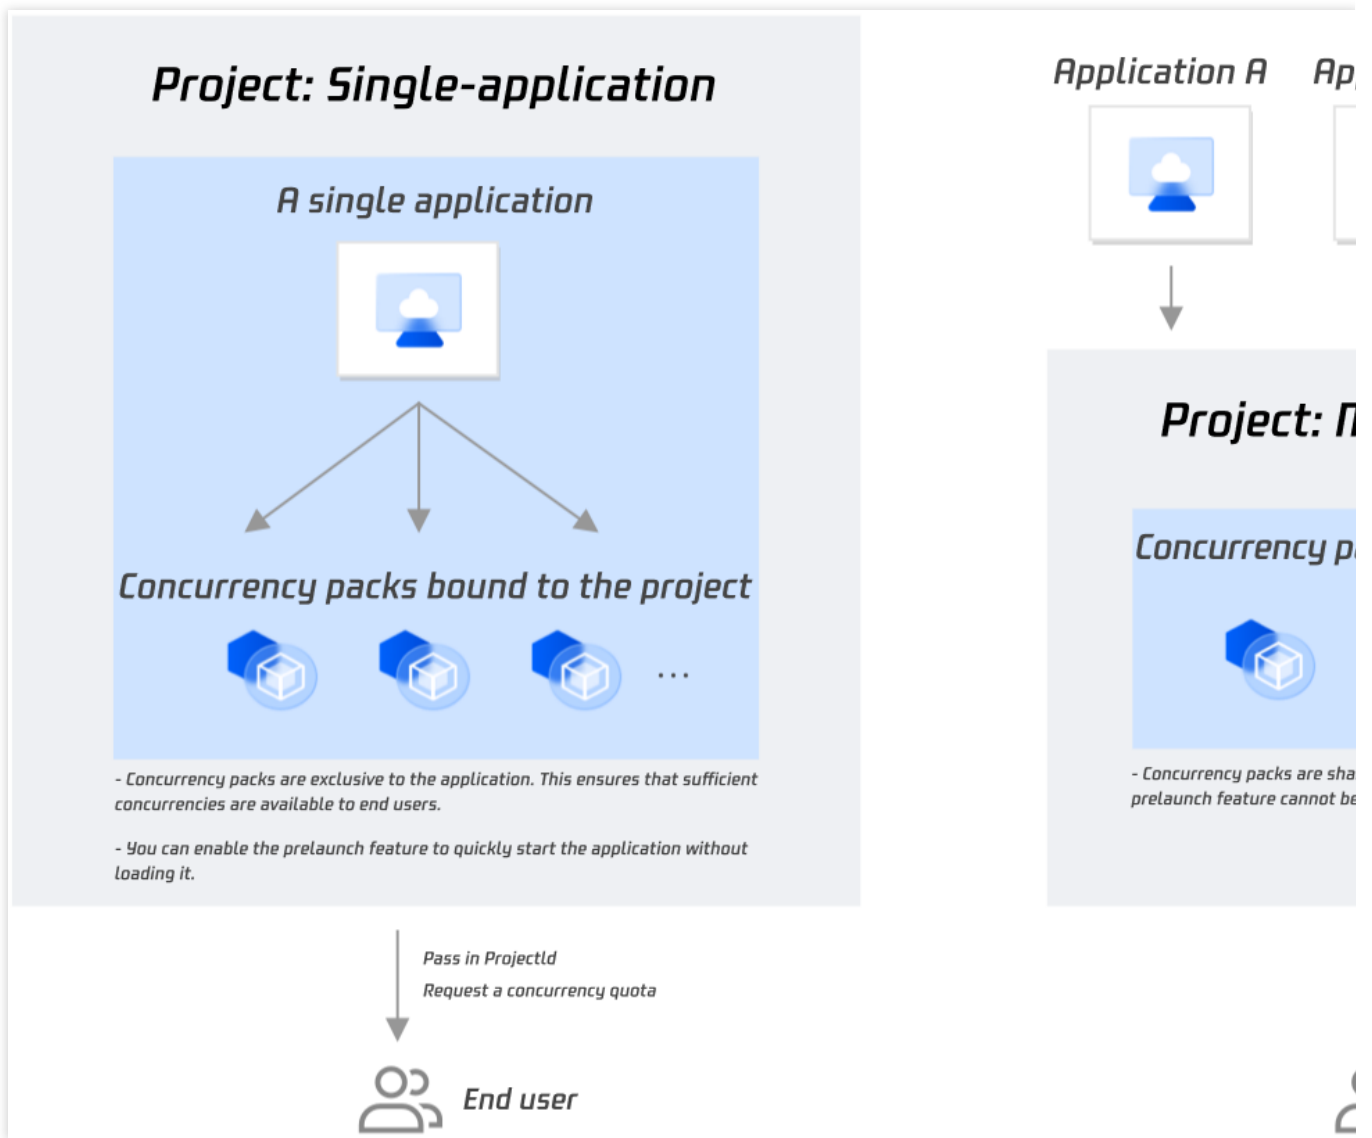 Project: Single-application
A single application
Concurrency packs bound to the project
...
- Concurrency packs are exclusive to the application. This ensures that sufficient
concurrencies are available to end users.
- You can enable the prelaunch feature to quickly start the application without
loading it.
Pass in ProjectId
Request a concurrency quota
End user
Application A
Project:
Concurrency
- Concurrency packs are
prelaunch feature cannot